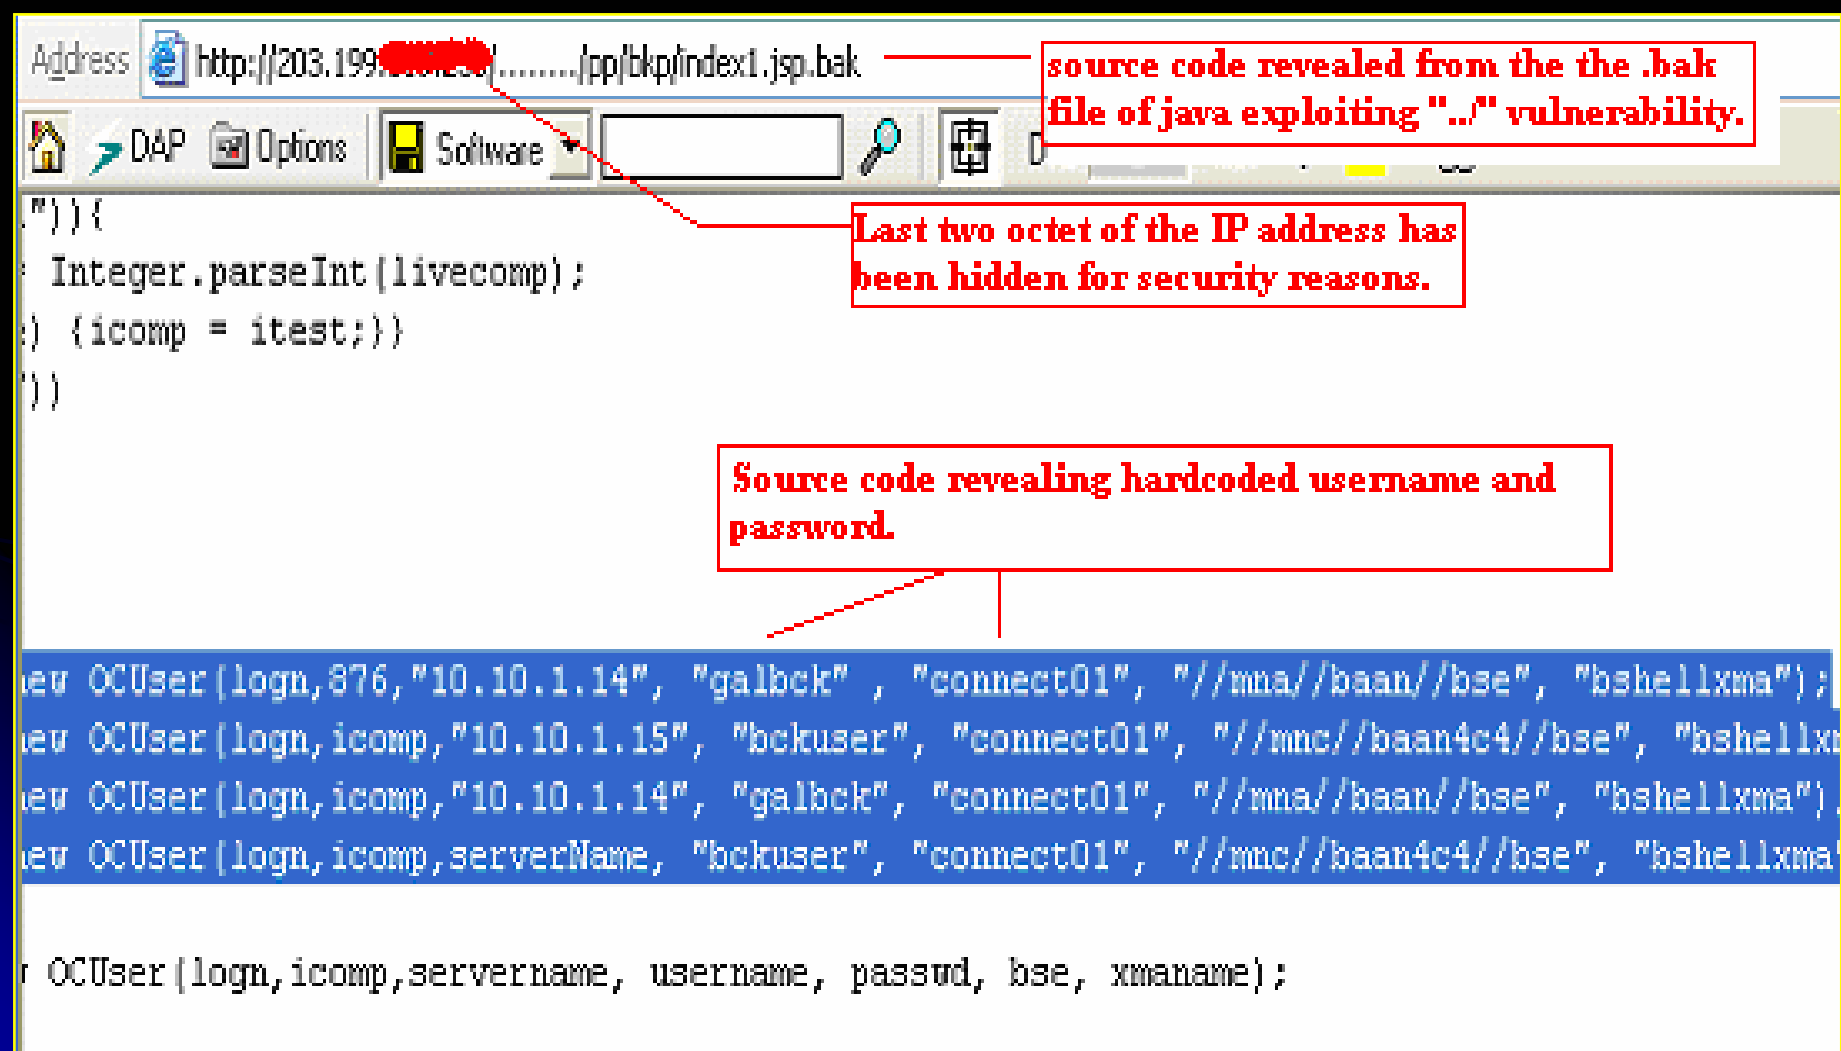 Address http://203.199. /......../pp/bkp/index1.jsp.bak
source code revealed from the the .bak
file of java exploiting "../" vulnerability.
DAP Options Software
Last two octet of the IP address has
been hidden for security reasons.
.")){
Integer.parseInt(livecomp);
) {icomp = itest;}}
"))
Source code revealing hardcoded username and
password.
new OCUser(logn,876,"10.10.1.14", "galbck" , "connect01", "//mna//baan//bse", "bshellxma");
new OCUser(logn,icomp,"10.10.1.15", "bckuser", "connect01", "//mnc//baan4c4//bse", "bshellx
new OCUser(logn,icomp,"10.10.1.14", "galbck", "connect01", "//mna//baan//bse", "bshellxma")
new OCUser(logn,icomp,serverName, "bckuser", "connect01", "//mnc//baan4c4//bse", "bshellxma
OCUser(logn,icomp,servername, username, passwd, bse, xmaname);